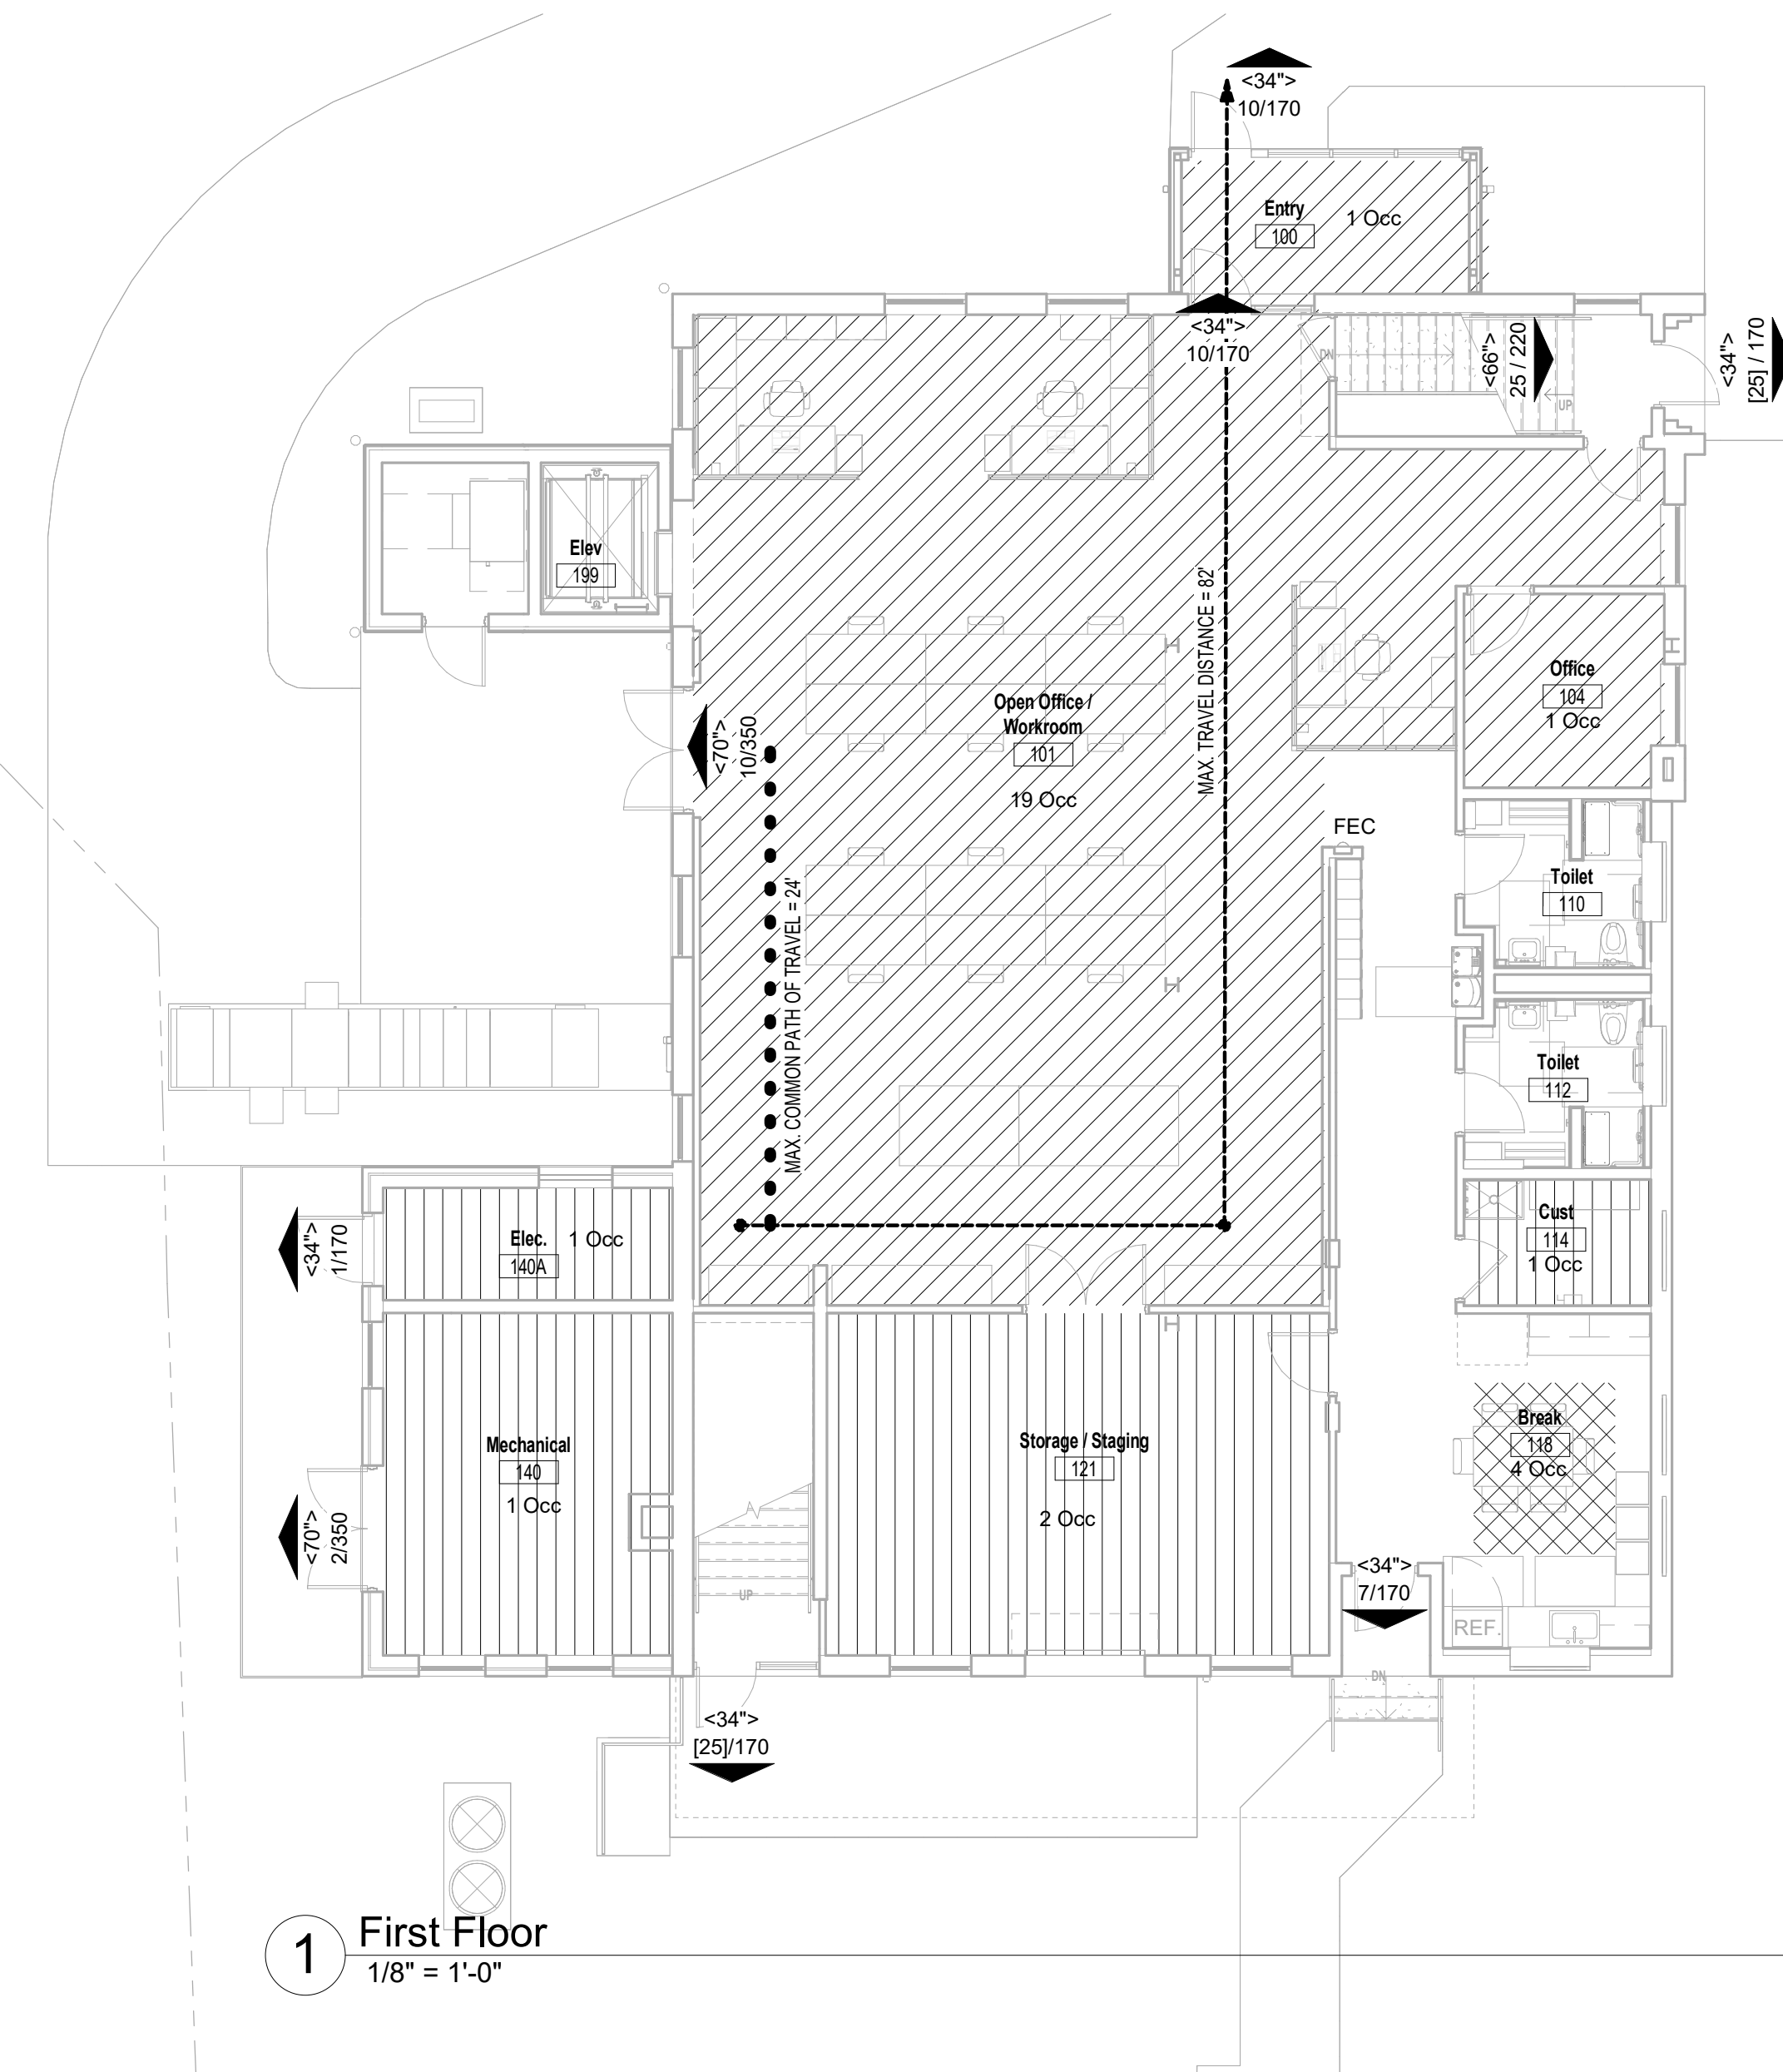 <34">
10/170
Entry
100
1 Occ
<34">
10/170
DN
<66">
25 / 220
UP
<34">
[25] / 170
Elev
199
MAX. TRAVEL DISTANCE = 82'
Office
104
1 Occ
Open Office /
Workroom
101
19 Occ
<70">
10/350
FEC
MAX. COMMON PATH OF TRAVEL = 24'
Toilet
110
Toilet
112
<34">
1/170
Elec.
140A
1 Occ
Cust
114
1 Occ
Mechanical
140
1 Occ
<70">
2/350
Storage / Staging
121
2 Occ
Break
118
4 Occ
UP
<34">
7/170
REF.
DN
<34">
[25]/170
1
First Floor
1/8" = 1'-0"